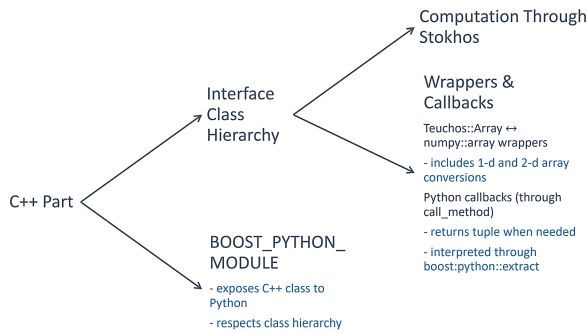 Computation Through
Stokhos
Wrappers &
Callbacks
Teuchos::Array ↔
numpy::array wrappers
- includes 1-d and 2-d array
conversions
Python callbacks (through
call_method)
- returns tuple when needed
- interpreted through
boost:python::extract
Interface
Class
Hierarchy
C++ Part
BOOST_PYTHON_
MODULE
- exposes C++ class to
Python
- respects class hierarchy